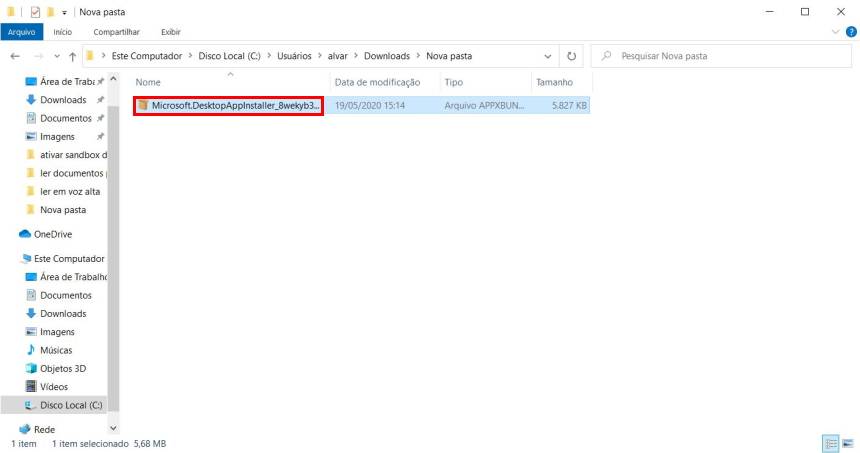 Nova pasta
Arquivo Início Compartilhar Exibir
Este Computador > Disco Local (C:) > Usuários > alvar > Downloads > Nova pasta
Pesquisar Nova pasta
Nome Data de modificação Tipo Tamanho
Microsoft.DesktopAppInstaller_8wekyb3... 19/05/2020 15:14 Arquivo APPXBUN... 5.827 KB
Área de Traba
Downloads
Documentos
Imagens
ativar sandbox d
ler documentos
ler em voz alta
Nova pasta
OneDrive
Este Computador
Área de Trabalho
Documentos
Downloads
Imagens
Músicas
Objetos 3D
Vídeos
Disco Local (C:)
Rede
1 item 1 item selecionado 5,68 MB